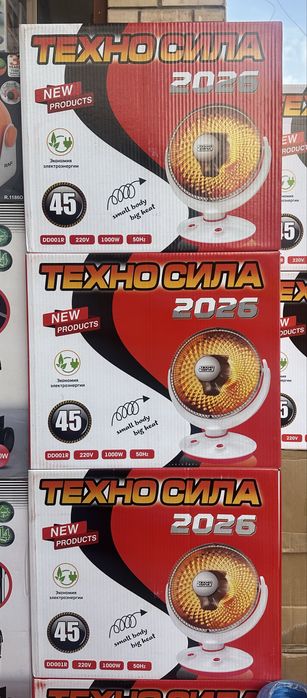 ТЕХНО СИЛА
2026
NEW
PRODUCTS
Экономия
электроэнергии
45
small body
big heat
DD001R 220V 1000W 50Hz
ТЕХНО СИЛА
2026
NEW
PRODUCTS
Экономия
электроэнергии
45
small body
big heat
DD001R 220V 1000W 50Hz
ТЕХНО СИЛА
2026
NEW
PRODUCTS
Экономия
электроэнергии
45
small body
big heat
DD001R 220V 1000W 50Hz
ТЕХНО СИЛА